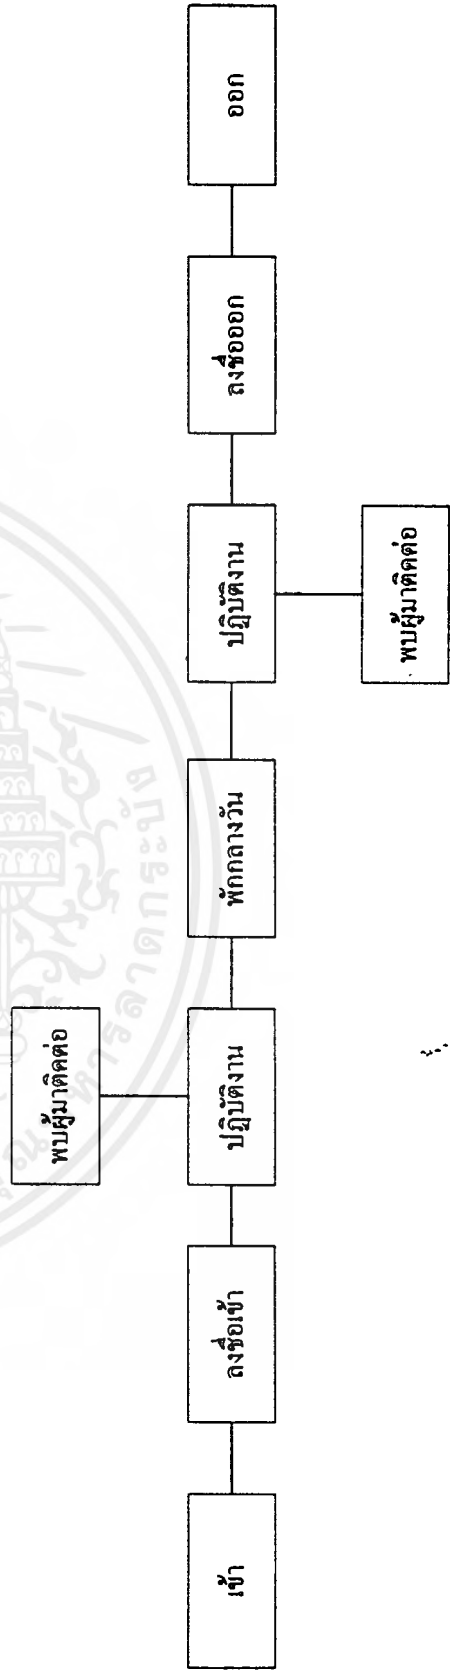 เข้า
ลงชื่อเข้า
พบผู้มาติดต่อ
ปฏิบัติงาน
พักกลางวัน
ปฏิบัติงาน
พบผู้มาติดต่อ
ลงชื่อออก
ออก